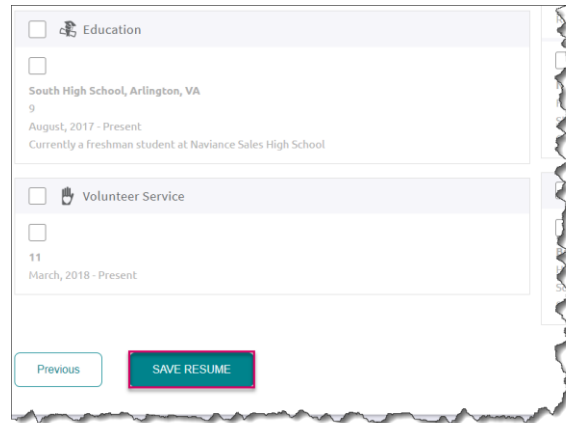 Education
South High School, Arlington, VA
9
August, 2017 - Present
Currently a freshman student at Naviance Sales High School
Volunteer Service
11
March, 2018 - Present
Previous
SAVE RESUME